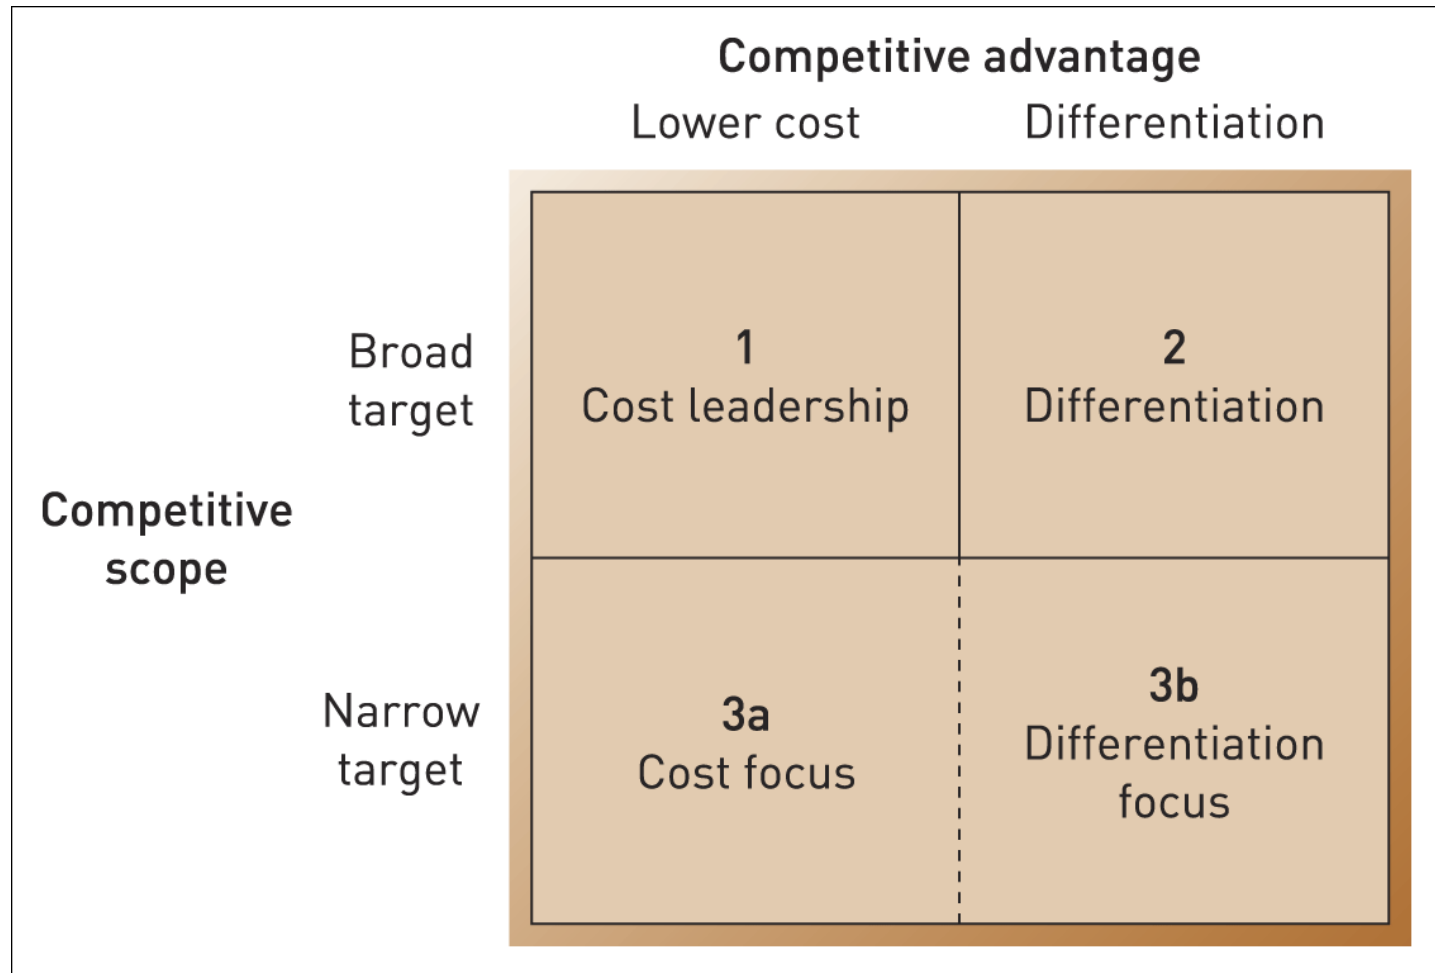 Competitive advantage
Lower cost Differentiation
Broad
target
1
Cost leadership
2
Differentiation
Competitive
scope
Narrow
target
3a
Cost focus
3b
Differentiation
focus